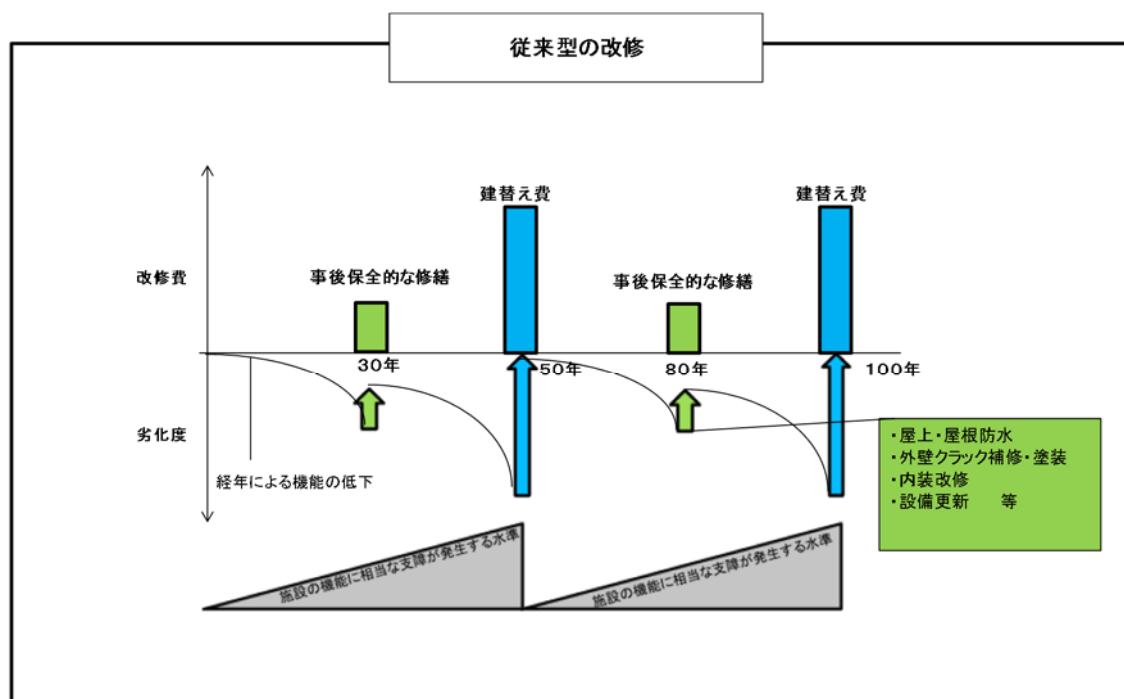 従来型の改修
建替え費
建替え費
事後保全的な修繕
事後保全的な修繕
改修費
30年
50年
80年
100年
劣化度
経年による機能の低下
・屋上・屋根防水
・外壁クラック補修・塗装
・内装改修
・設備更新　等
施設の機能に相当な支障が発生する水準
施設の機能に相当な支障が発生する水準